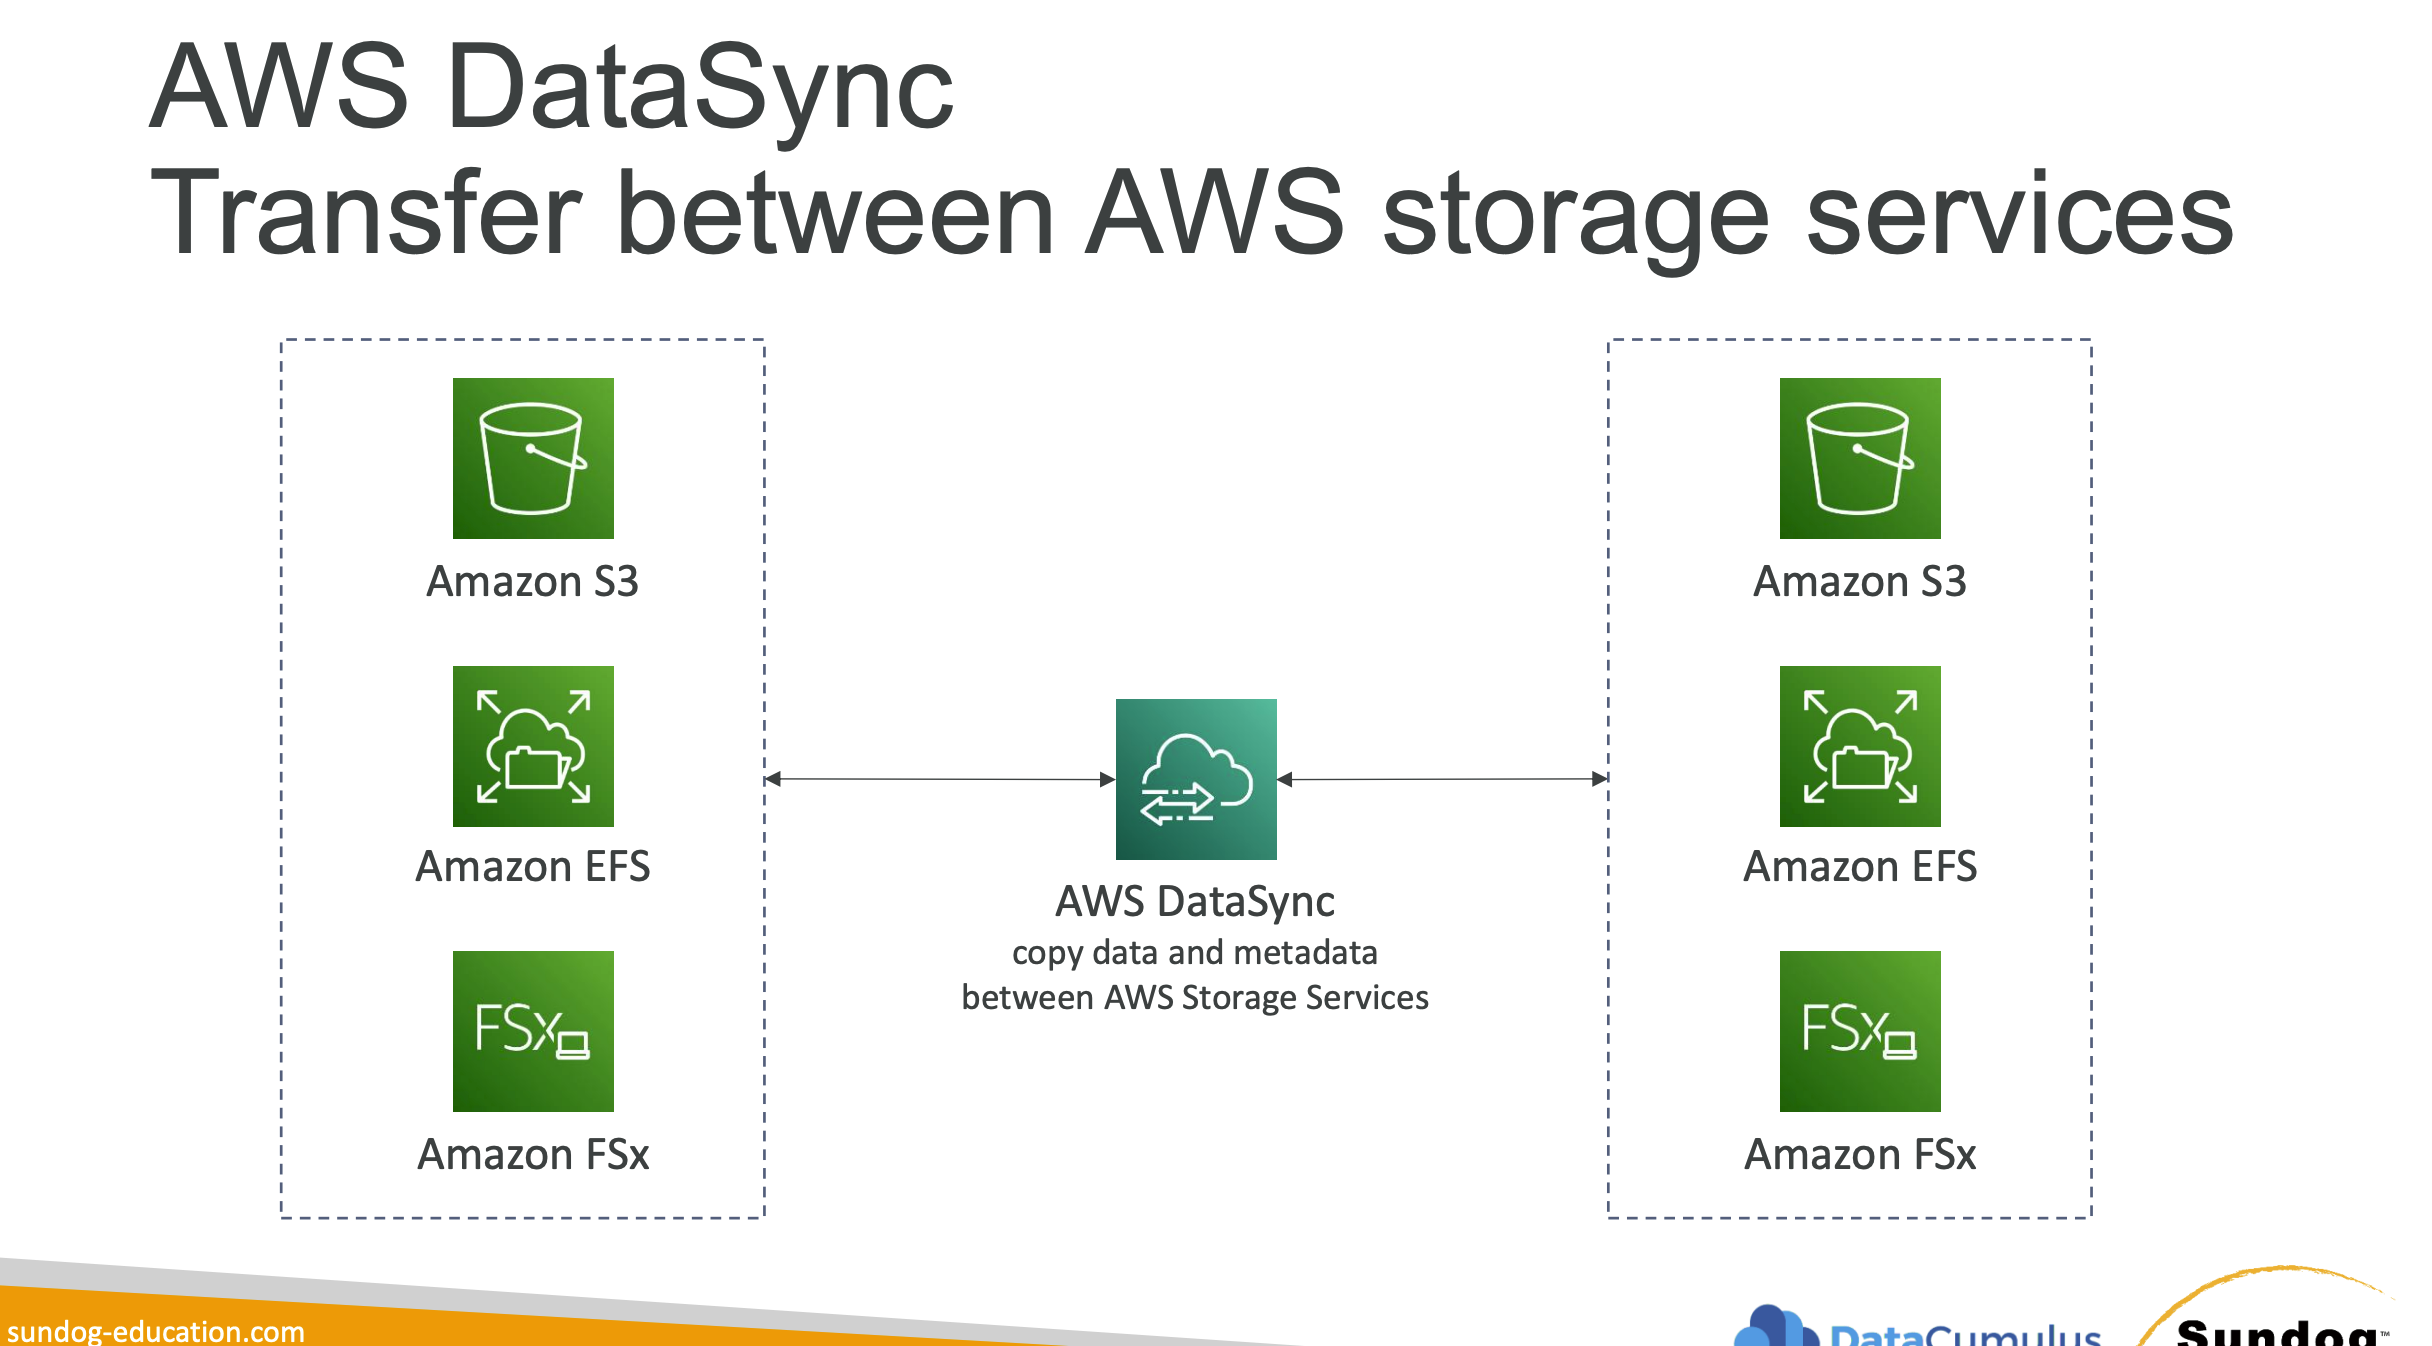 AWS DataSync
Transfer between AWS storage services
Amazon S3
Amazon EFS
FSx
Amazon FSx
AWS DataSync
copy data and metadata
between AWS Storage Services
Amazon S3
Amazon EFS
FSx
Amazon FSx
sundog-education.com
DataCumulus
Sundog™